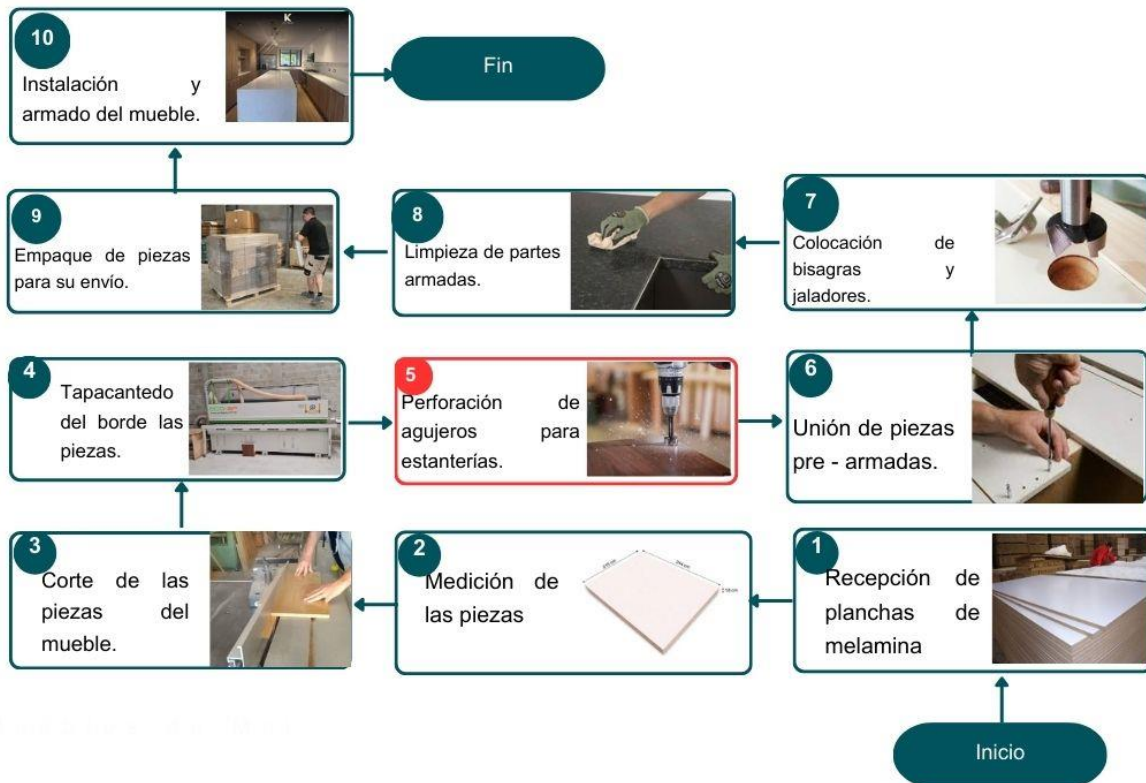 10
Instalación y
armado del mueble.
K
Fin
9
Empaque de piezas
para su envío.
8
Limpieza de partes
armadas.
7
Colocación de
bisagras y
jaladores.
4
Tapacantedo
del borde las
piezas.
5
Perforación de
agujeros para
estanterías.
6
Unión de piezas
pre - armadas.
3
Corte de las
piezas del
mueble.
2
Medición de
las piezas
1
Recepción de
planchas de
melamina
Inicio